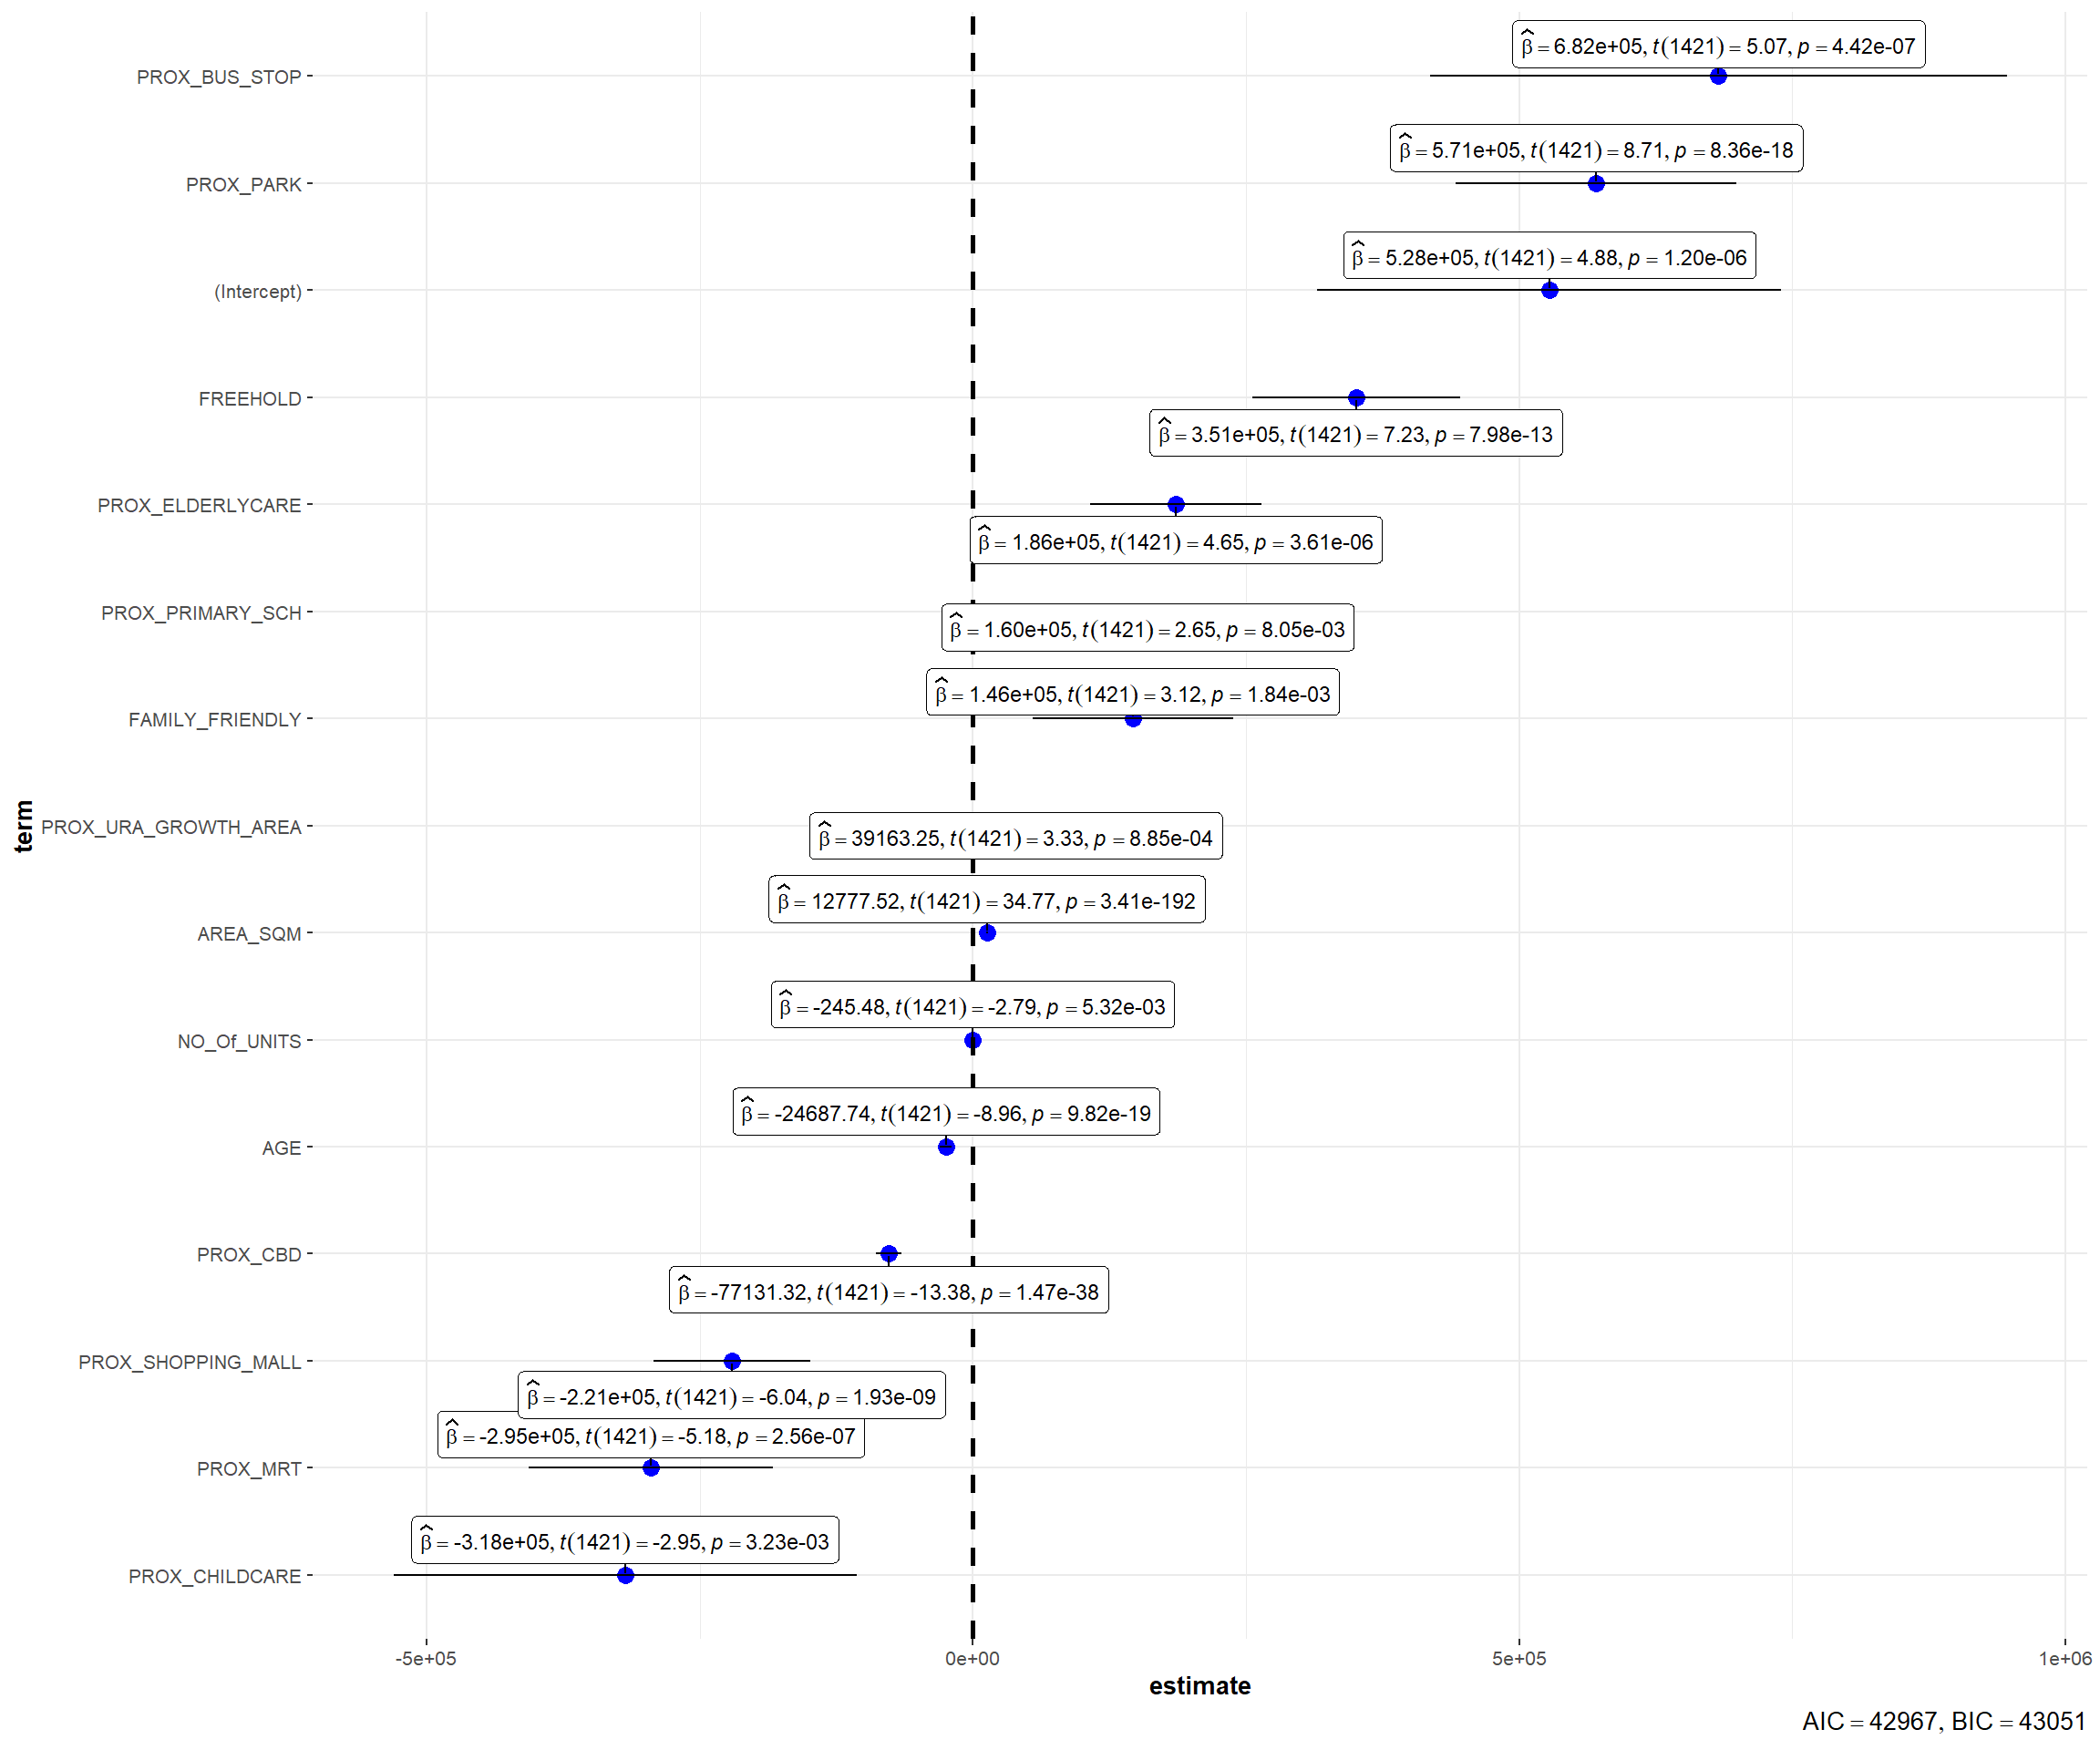 β̂ = 6.82e+05, t(1421) = 5.07, p = 4.42e-07
PROX_BUS_STOP
β̂ = 5.71e+05, t(1421) = 8.71, p = 8.36e-18
PROX_PARK
β̂ = 5.28e+05, t(1421) = 4.88, p = 1.20e-06
(Intercept)
FREEHOLD
β̂ = 3.51e+05, t(1421) = 7.23, p = 7.98e-13
PROX_ELDERLYCARE
β̂ = 1.86e+05, t(1421) = 4.65, p = 3.61e-06
PROX_PRIMARY_SCH
β̂ = 1.60e+05, t(1421) = 2.65, p = 8.05e-03
β̂ = 1.46e+05, t(1421) = 3.12, p = 1.84e-03
FAMILY_FRIENDLY
term
PROX_URA_GROWTH_AREA
β̂ = 39163.25, t(1421) = 3.33, p = 8.85e-04
β̂ = 12777.52, t(1421) = 34.77, p = 3.41e-192
AREA_SQM
β̂ = -245.48, t(1421) = -2.79, p = 5.32e-03
NO_Of_UNITS
β̂ = -24687.74, t(1421) = -8.96, p = 9.82e-19
AGE
PROX_CBD
β̂ = -77131.32, t(1421) = -13.38, p = 1.47e-38
PROX_SHOPPING_MALL
β̂ = -2.21e+05, t(1421) = -6.04, p = 1.93e-09
β̂ = -2.95e+05, t(1421) = -5.18, p = 2.56e-07
PROX_MRT
β̂ = -3.18e+05, t(1421) = -2.95, p = 3.23e-03
PROX_CHILDCARE
-5e+05 0e+00 5e+05 1e+06
estimate
AIC = 42967, BIC = 43051